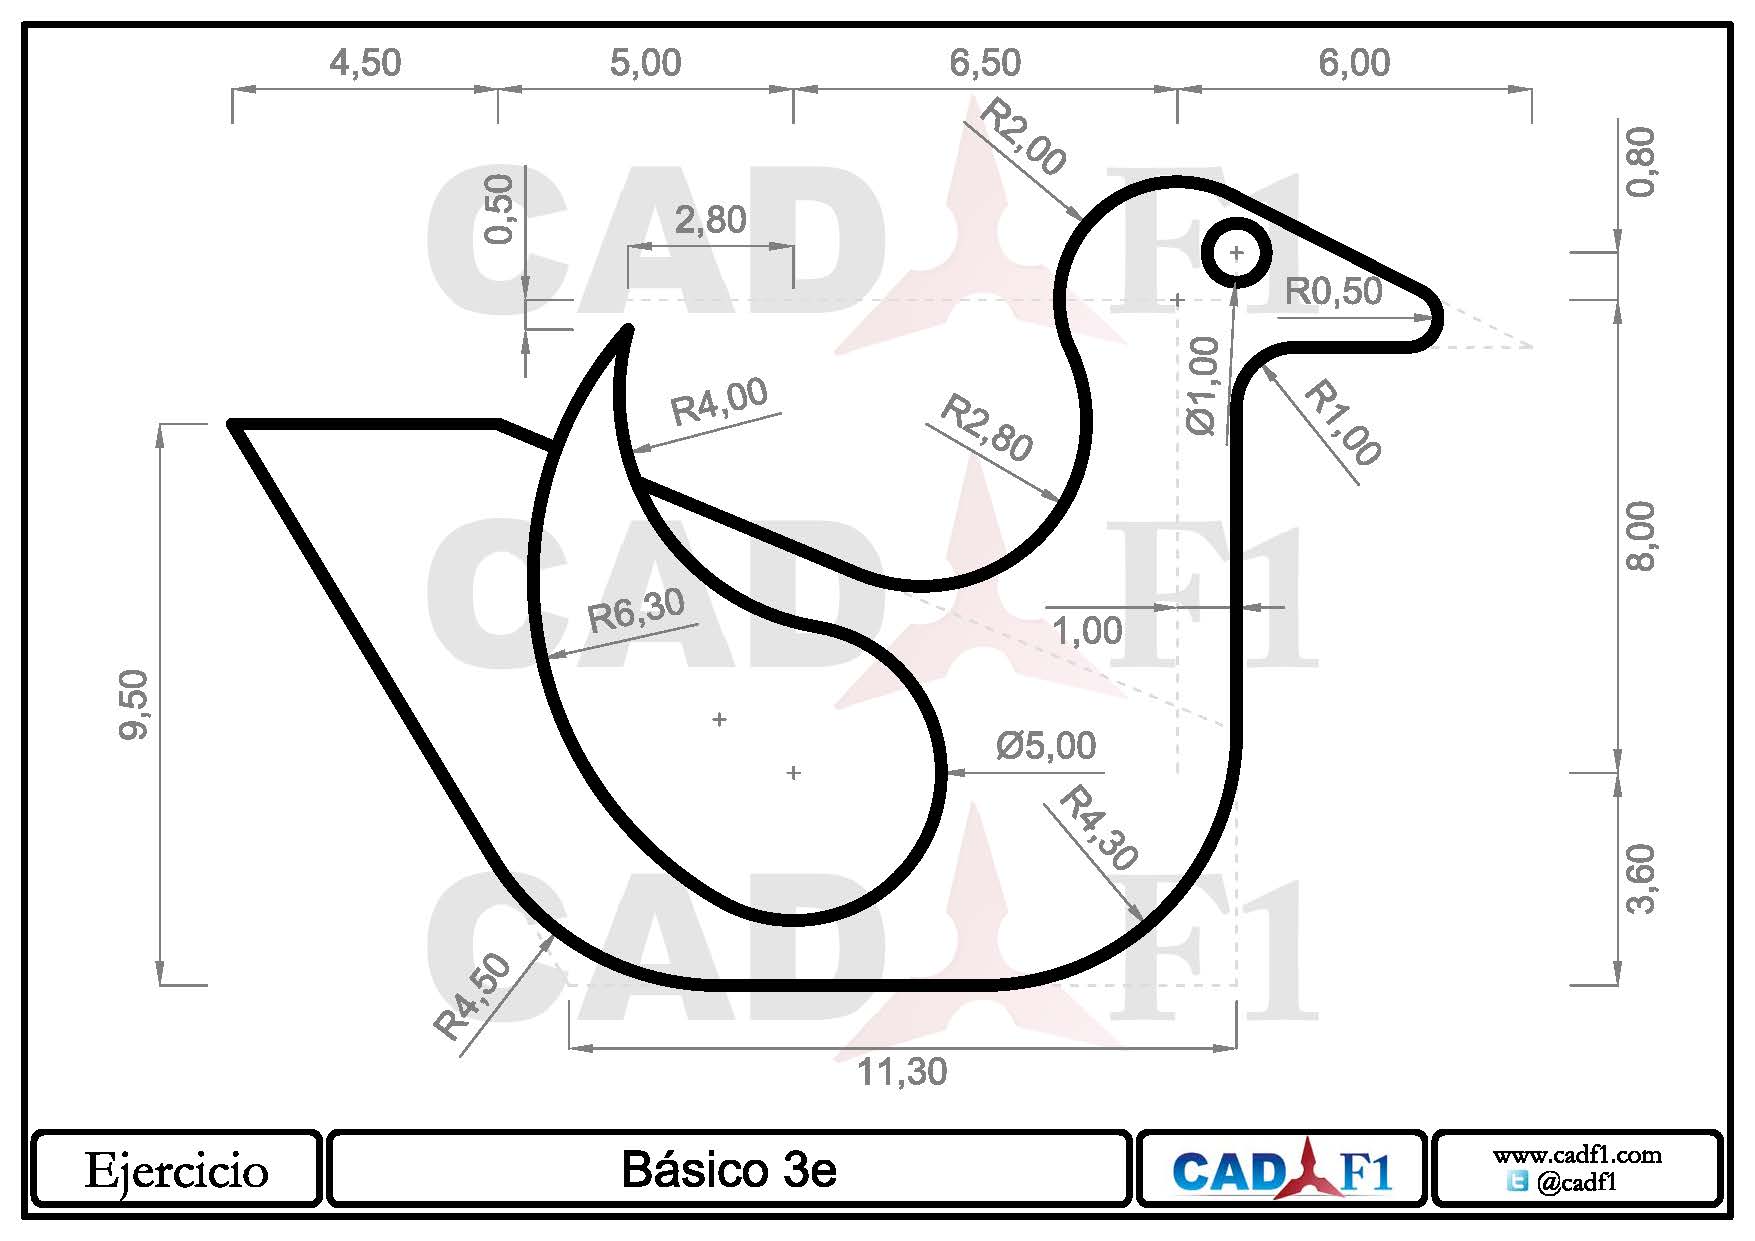 4,50
5,00
6,50
6,00
R2,00
0,80
0,50
2,80
CAD F1
R0,50
Ø1,00
R4,00
R2,80
R1,00
8,00
CAD F1
R6,30
1,00
9,50
Ø5,00
R4,30
3,60
CAD F1
R4,50
11,30
Ejercicio
Básico 3e
CAD F1
www.cadf1.com
@cadf1